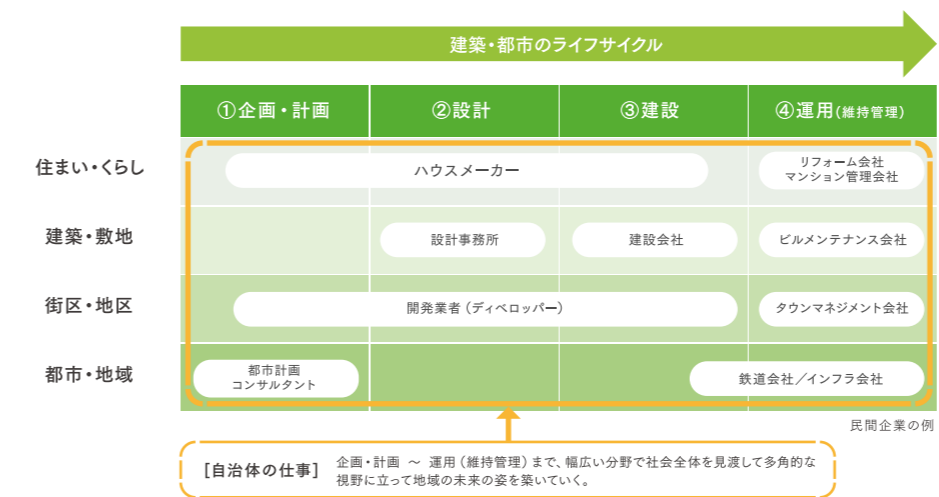 建築・都市のライフサイクル
①企画・計画
②設計
③建設
④運用(維持管理)
住まい・くらし
ハウスメーカー
リフォーム会社
マンション管理会社
建築・敷地
設計事務所
建設会社
ビルメンテナンス会社
街区・地区
開発業者（ディベロッパー）
タウンマネジメント会社
都市・地域
都市計画
コンサルタント
鉄道会社／インフラ会社
民間企業の例
［自治体の仕事］
企画・計画 ～ 運用（維持管理）まで、幅広い分野で社会全体を見渡して多角的な
視野に立って地域の未来の姿を築いていく。